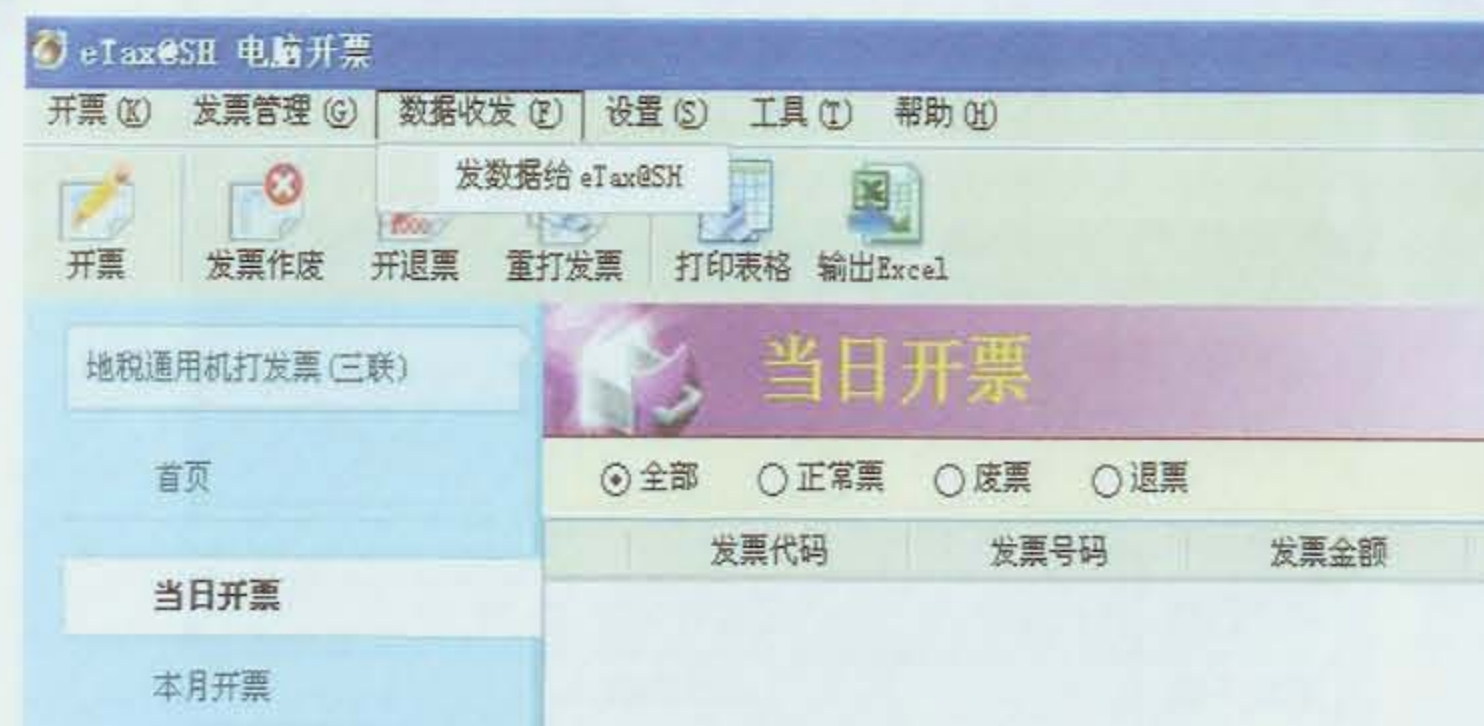 eTax@SH 电脑开票
开票(K) 发票管理(G) 数据收发(F) 设置(S) 工具(T) 帮助(H)
发数据给 eTax@SH
开票 发票作废 开退票 重打发票 打印表格 输出Excel
地税通用机打发票(三联)
当日开票
首页
全部 正常票 废票 退票
发票代码 发票号码 发票金额
当日开票
本月开票